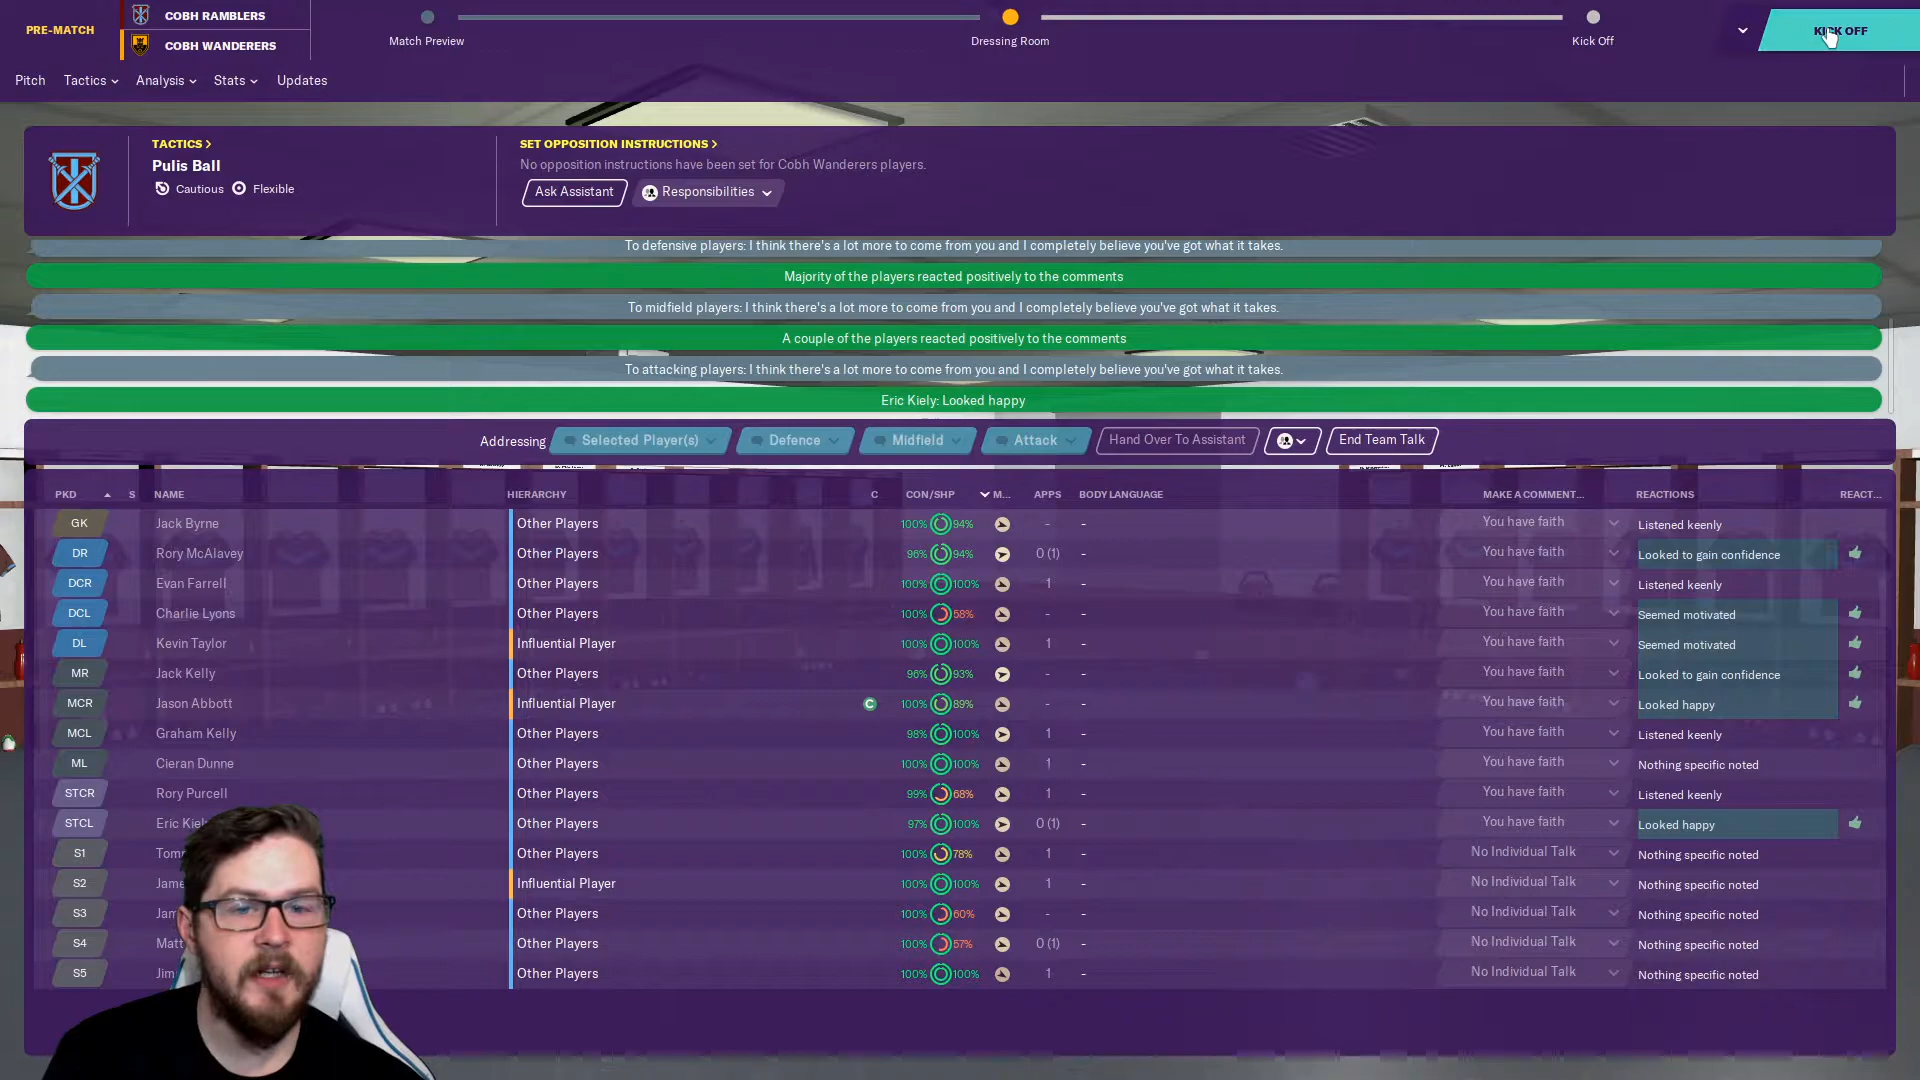 PRE-MATCH
COBH RAMBLERS
COBH WANDERERS
Match Preview
Dressing Room
Kick Off
KICK OFF
Pitch Tactics Analysis Stats Updates
TACTICS >
Pulis Ball
Cautious Flexible
SET OPPOSITION INSTRUCTIONS >
No opposition instructions have been set for Cobh Wanderers players.
Ask Assistant Responsibilities
To defensive players: I think there's a lot more to come from you and I completely believe you've got what it takes.
Majority of the players reacted positively to the comments
To midfield players: I think there's a lot more to come from you and I completely believe you've got what it takes.
A couple of the players reacted positively to the comments
To attacking players: I think there's a lot more to come from you and I completely believe you've got what it takes.
Eric Kiely: Looked happy
Addressing Selected Player(s) Defence Midfield Attack Hand Over To Assistant End Team Talk
PKD S NAME HIERARCHY C CON/SHP M... APPS BODY LANGUAGE MAKE A COMMENT... REACTIONS REACT...
GK Jack Byrne Other Players 100% 94% - - You have faith Listened keenly
DR Rory McAlavey Other Players 96% 94% 0 (1) - You have faith Looked to gain confidence
DCR Evan Farrell Other Players 100% 100% 1 - You have faith Listened keenly
DCL Charlie Lyons Other Players 100% 58% - - You have faith Seemed motivated
DL Kevin Taylor Influential Player 100% 100% 1 - You have faith Seemed motivated
MR Jack Kelly Other Players 96% 93% - - You have faith Looked to gain confidence
MCR Jason Abbott Influential Player C 100% 89% - - You have faith Looked happy
MCL Graham Kelly Other Players 98% 100% 1 - You have faith Listened keenly
ML Cieran Dunne Other Players 100% 100% 1 - You have faith Nothing specific noted
STCR Rory Purcell Other Players 99% 68% 1 - You have faith Listened keenly
STCL Eric Other Players 97% 100% 0 (1) - You have faith Looked happy
S1 Other Players 100% 78% 1 - No Individual Talk Nothing specific noted
S2 Influential Player 100% 100% 1 - No Individual Talk Nothing specific noted
S3 Other Players 100% 60% - - No Individual Talk Nothing specific noted
S4 Matt Other Players 100% 57% 0 (1) - No Individual Talk Nothing specific noted
S5 Other Players 100% 100% 1 - No Individual Talk Nothing specific noted